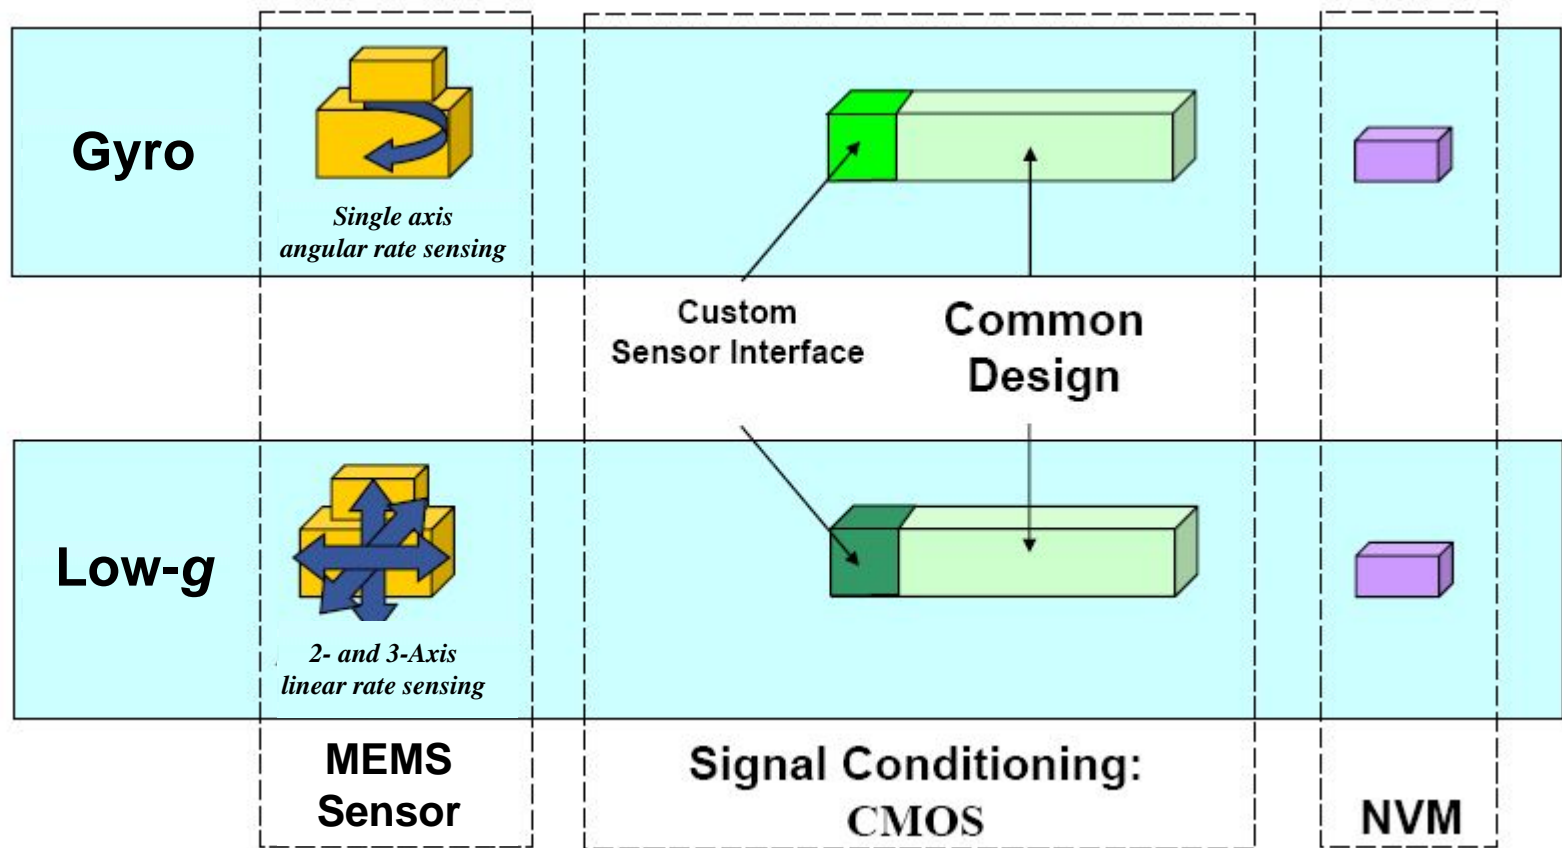 Gyro
Single axis
angular rate sensing
Custom
Sensor Interface
Common
Design
Low-g
2- and 3-Axis
linear rate sensing
MEMS
Sensor
Signal Conditioning:
CMOS
NVM